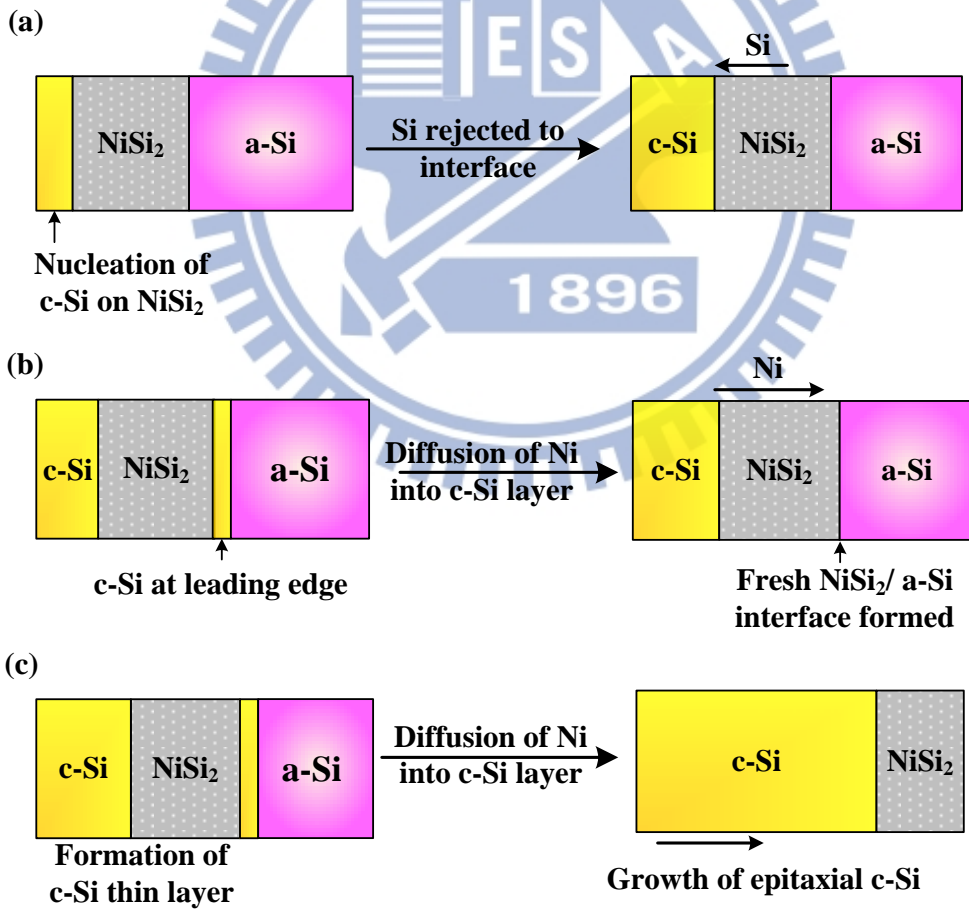 (a)
Si
NiSi₂
a-Si
Si rejected to
interface
c-Si
NiSi₂
a-Si
Nucleation of
c-Si on NiSi₂
ES A
1896
(b)
Ni
c-Si
NiSi₂
a-Si
Diffusion of Ni
into c-Si layer
c-Si
NiSi₂
a-Si
c-Si at leading edge
Fresh NiSi₂/ a-Si
interface formed
(c)
c-Si
NiSi₂
a-Si
Diffusion of Ni
into c-Si layer
c-Si
NiSi₂
Formation of
c-Si thin layer
Growth of epitaxial c-Si